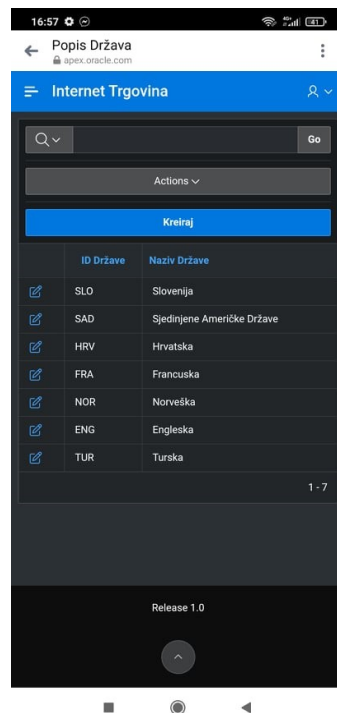 16:57
41
Popis Država
apex.oracle.com
Internet Trgovina
Go
Actions
Kreiraj
ID Države Naziv Države
SLO Slovenija
SAD Sjedinjene Američke Države
HRV Hrvatska
FRA Francuska
NOR Norveška
ENG Engleska
TUR Turska
1 - 7
Release 1.0